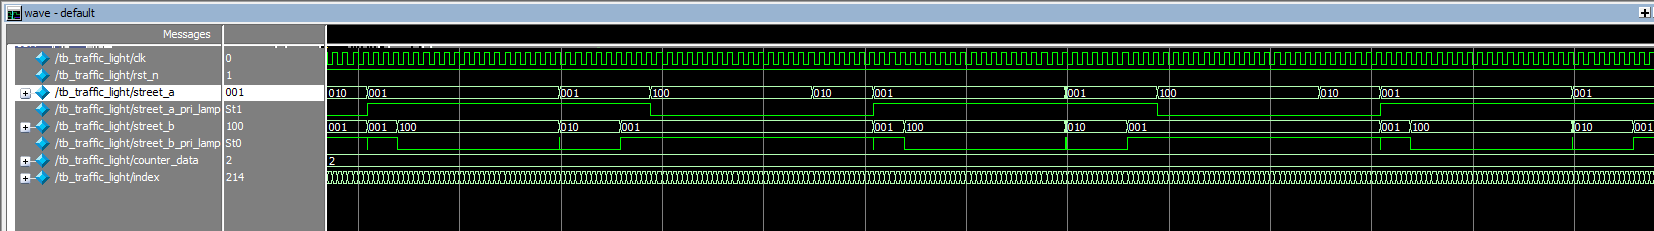 wave - default
Messages
/tb_traffic_light/clk 0
/tb_traffic_light/rst_n 1
/tb_traffic_light/street_a 001 010 001 001 100 010 001 001 100 010 001 001
/tb_traffic_light/street_a_pri_lamp St1
/tb_traffic_light/street_b 100 001 001 100 010 001 001 100 010 001 001 100 010 001
/tb_traffic_light/street_b_pri_lamp St0
/tb_traffic_light/counter_data 2 2
/tb_traffic_light/index 214